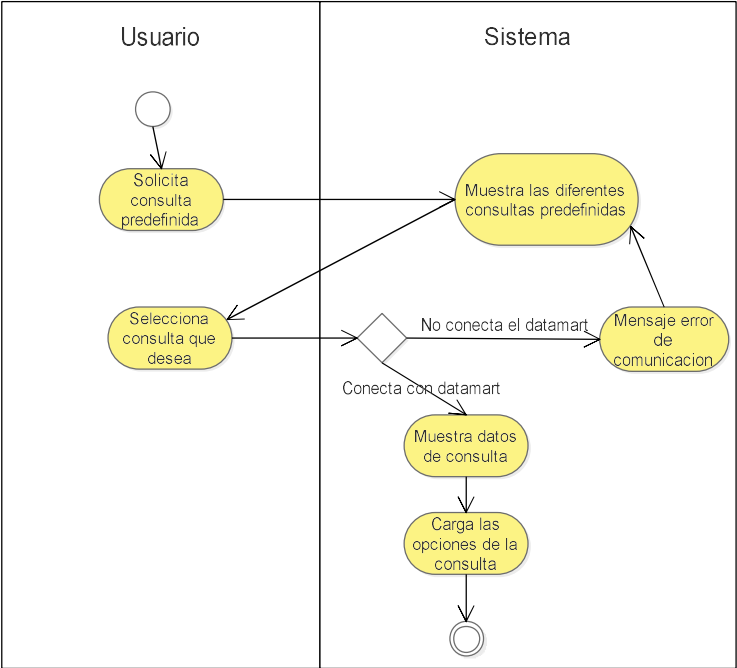 Usuario
Sistema
Solicita
consulta
predefinida
Muestra las diferentes
consultas predefinidas
Selecciona
consulta que
desea
No conecta el datamart
Mensaje error
de
comunicacion
Conecta con datamart
Muestra datos
de consulta
Carga las
opciones de la
consulta